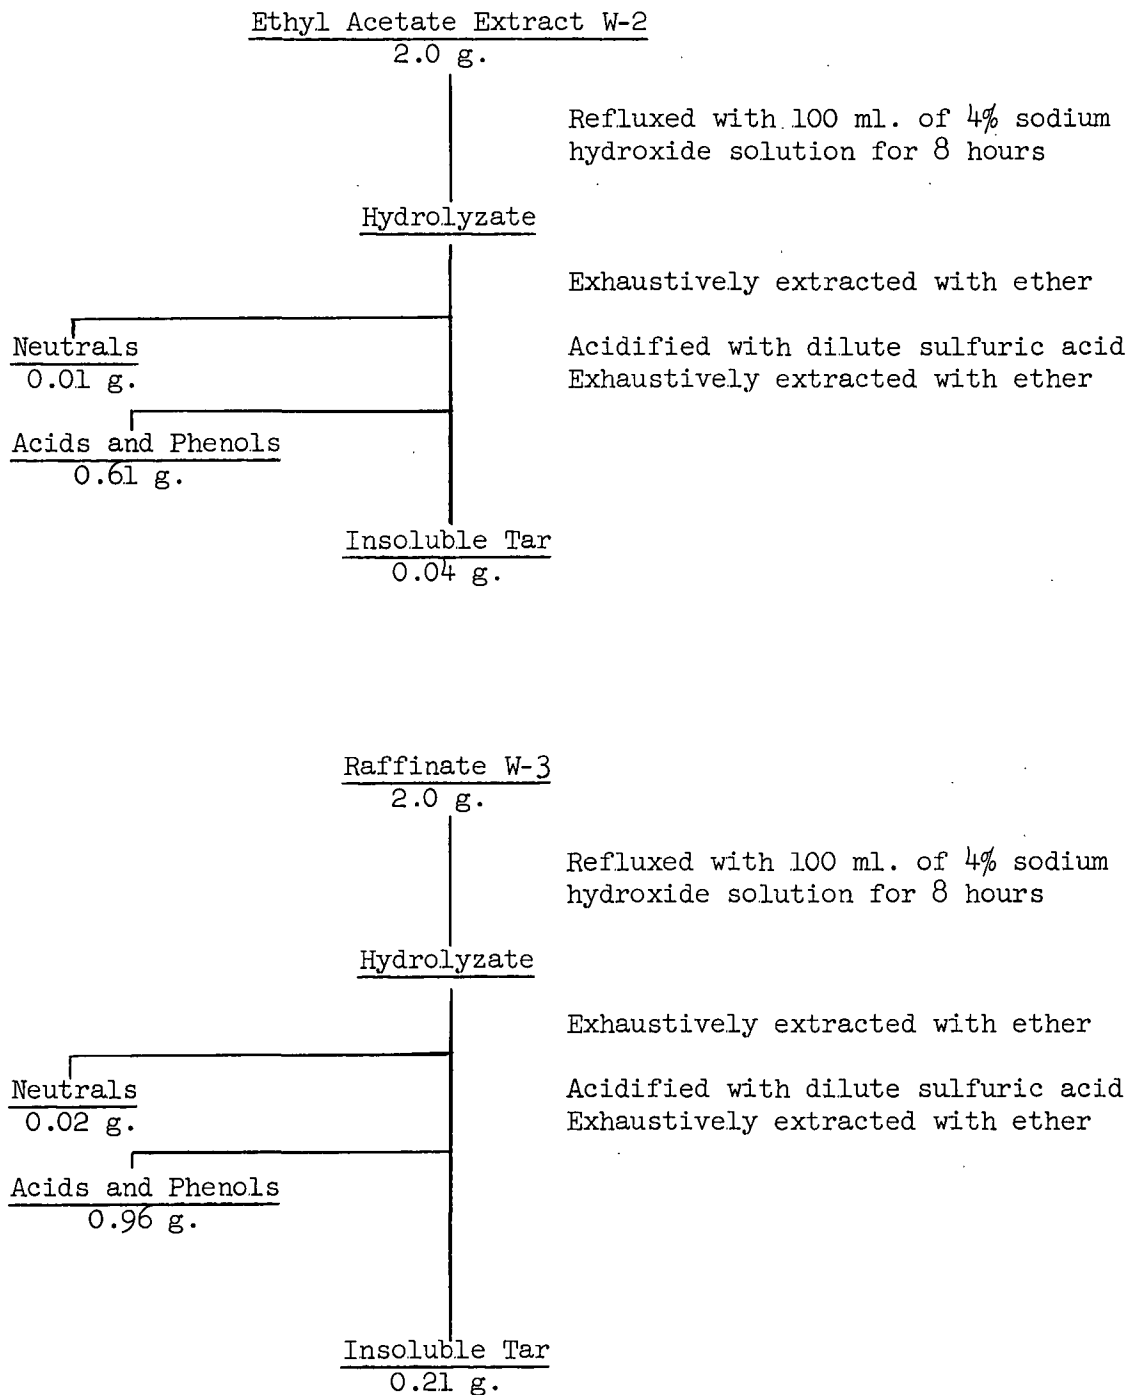 Ethyl Acetate Extract W-2
2.0 g.
Refluxed with 100 ml. of 4% sodium
hydroxide solution for 8 hours
Hydrolyzate
Exhaustively extracted with ether
Neutrals
0.01 g.
Acidified with dilute sulfuric acid
Exhaustively extracted with ether
Acids and Phenols
0.61 g.
Insoluble Tar
0.04 g.
Raffinate W-3
2.0 g.
Refluxed with 100 ml. of 4% sodium
hydroxide solution for 8 hours
Hydrolyzate
Exhaustively extracted with ether
Neutrals
0.02 g.
Acidified with dilute sulfuric acid
Exhaustively extracted with ether
Acids and Phenols
0.96 g.
Insoluble Tar
0.21 g.